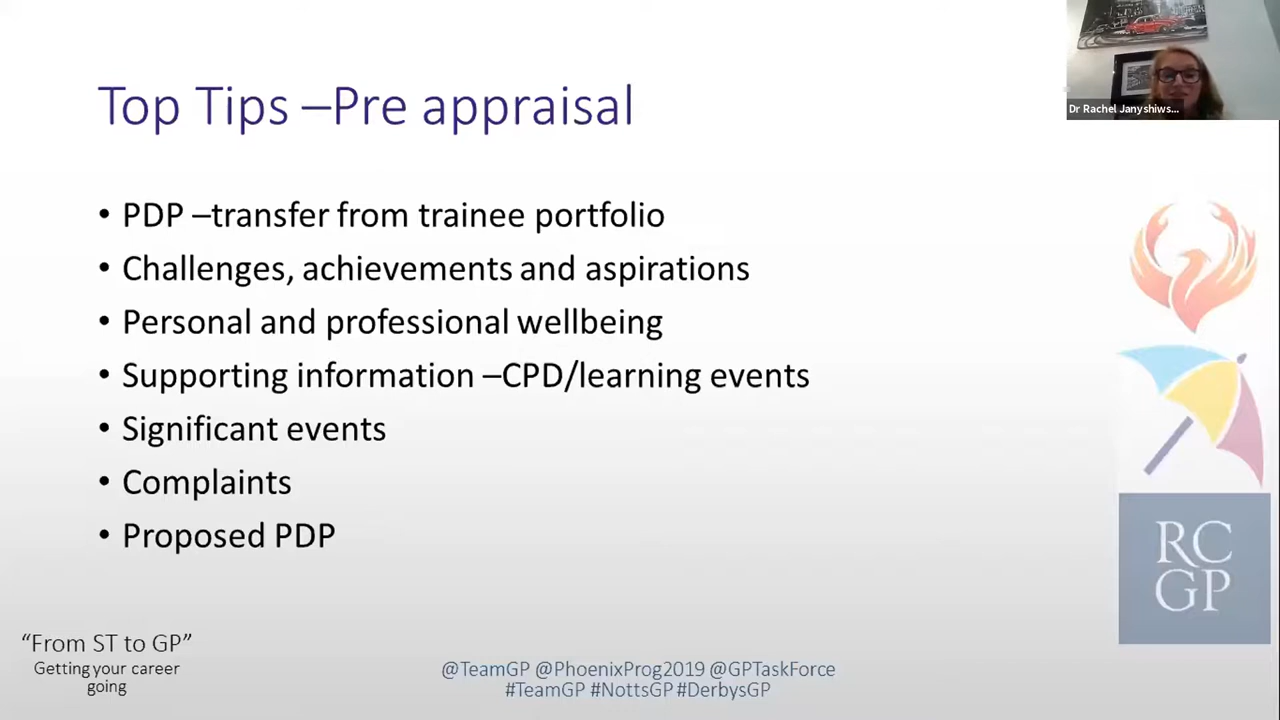 Top Tips –Pre appraisal
Dr Rachel Janyshiws...
• PDP –transfer from trainee portfolio
• Challenges, achievements and aspirations
• Personal and professional wellbeing
• Supporting information –CPD/learning events
• Significant events
• Complaints
• Proposed PDP
RC
GP
“From ST to GP”
Getting your career
going
@TeamGP @PhoenixProg2019 @GPTaskForce
#TeamGP #NottsGP #DerbysGP